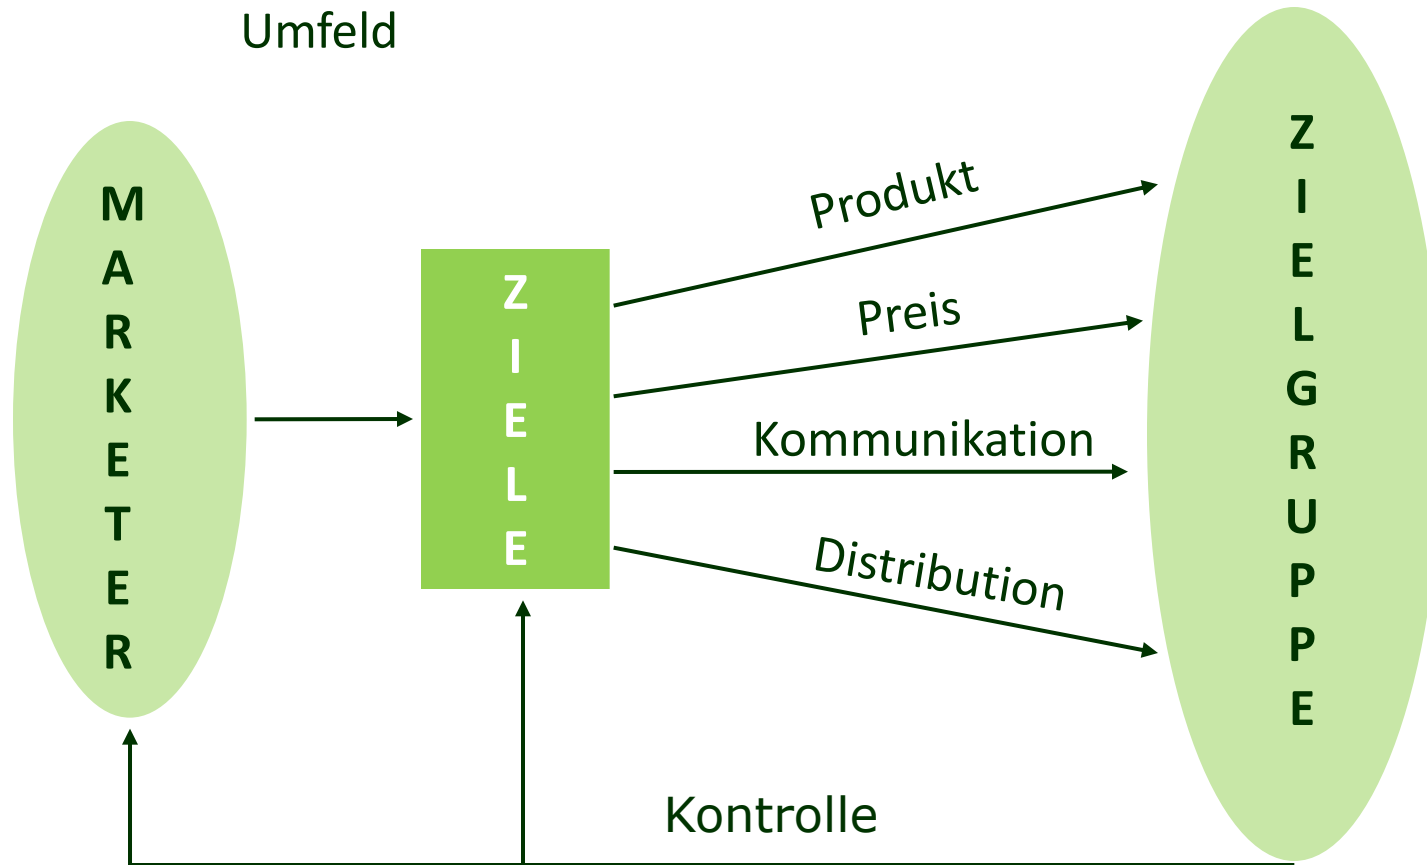 Umfeld
MARKETER
ZIELE
Produkt
Preis
Kommunikation
Distribution
ZIELGRUPPE
Kontrolle